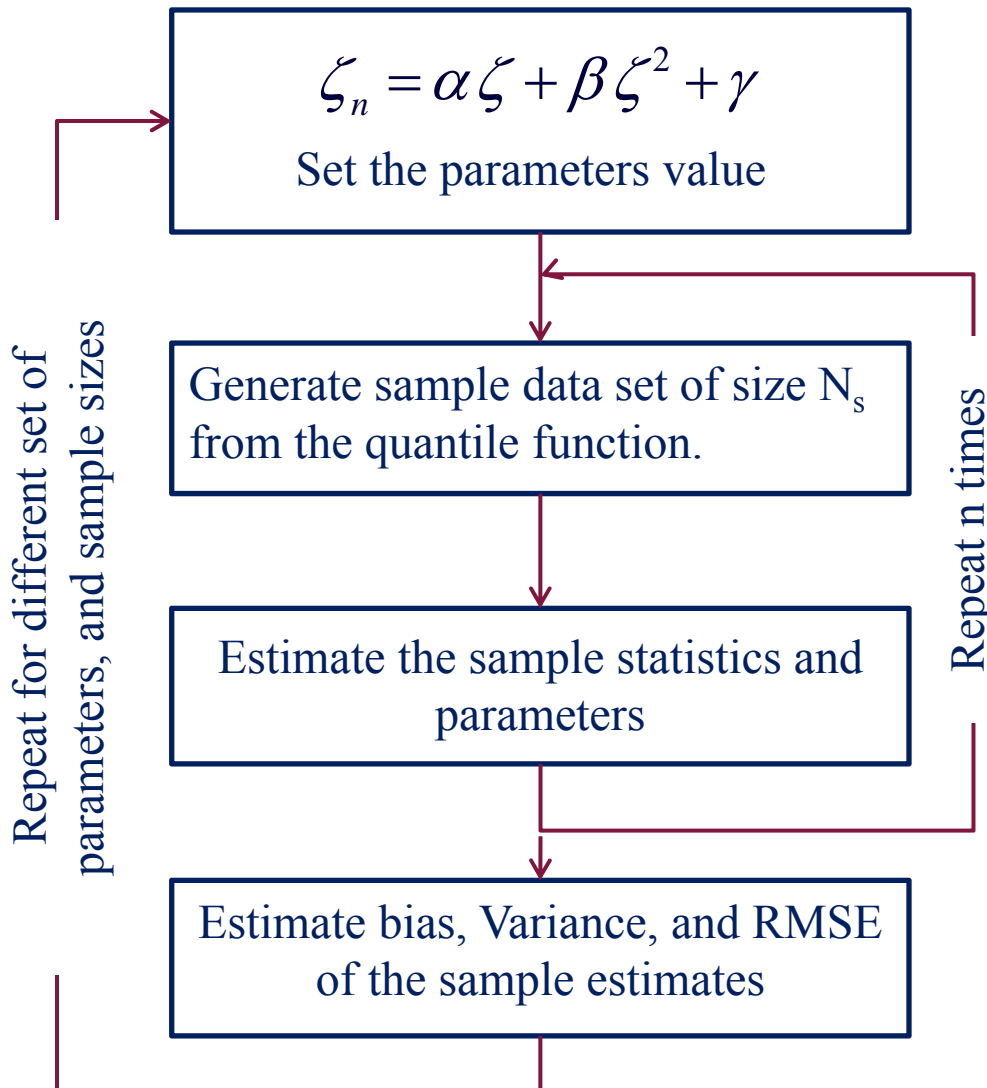 ζₙ = α ζ + β ζ² + γ
Set the parameters value
Generate sample data set of size Nₛ
from the quantile function.
Estimate the sample statistics and
parameters
Estimate bias, Variance, and RMSE
of the sample estimates
Repeat for different set of
parameters, and sample sizes
Repeat n times